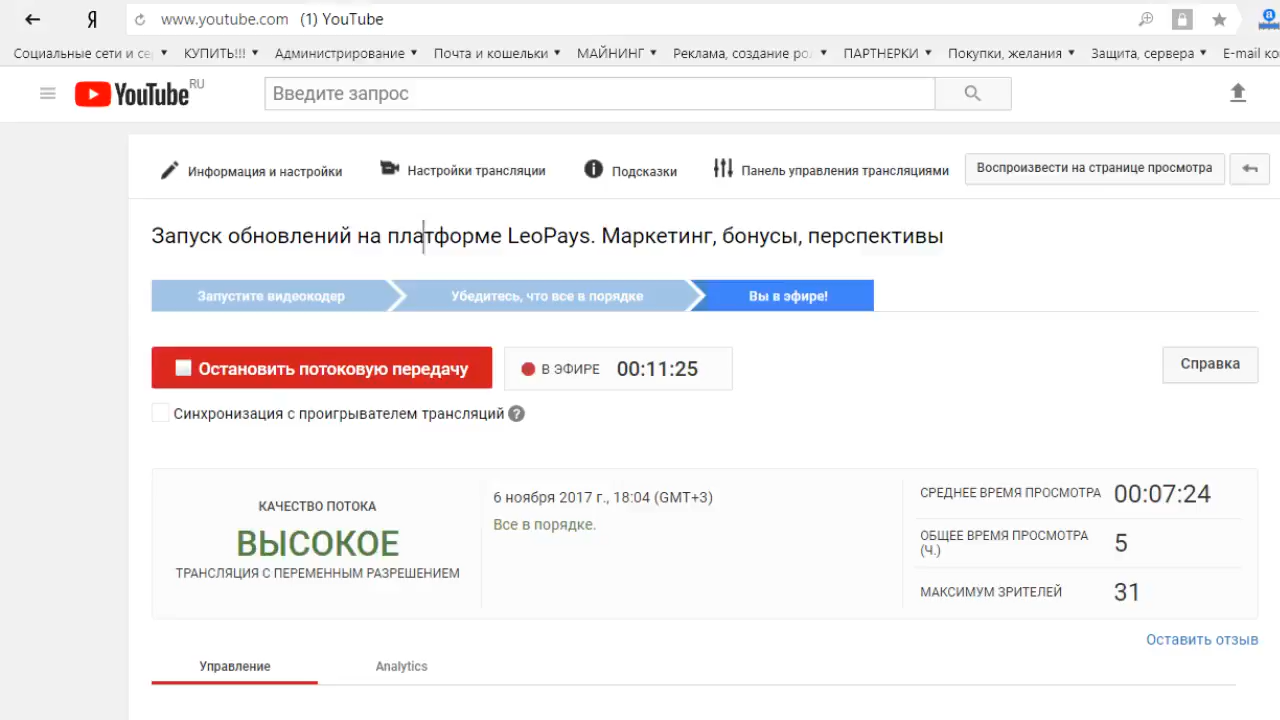 Я www.youtube.com (1) YouTube
Социальные сети и се КУПИТЬ!!! Администрирование Почта и кошельки МАЙНИНГ Реклама, создание ро ПАРТНЕРКИ Покупки, желания Защита, сервера E-mail ко
YouTube RU Введите запрос
Информация и настройки Настройки трансляции Подсказки Панель управления трансляциями Воспроизвести на странице просмотра
Запуск обновлений на платформе LeoPays. Маркетинг, бонусы, перспективы
Запустите видеокодер Убедитесь, что все в порядке Вы в эфире!
Остановить потоковую передачу В ЭФИРЕ 00:11:25 Справка
Синхронизация с проигрывателем трансляций ?
КАЧЕСТВО ПОТОКА
ВЫСОКОЕ
ТРАНСЛЯЦИЯ С ПЕРЕМЕННЫМ РАЗРЕШЕНИЕМ
6 ноября 2017 г., 18:04 (GMT+3)
Все в порядке.
СРЕДНЕЕ ВРЕМЯ ПРОСМОТРА 00:07:24
ОБЩЕЕ ВРЕМЯ ПРОСМОТРА
(Ч.) 5
МАКСИМУМ ЗРИТЕЛЕЙ 31
Оставить отзыв
Управление Analytics